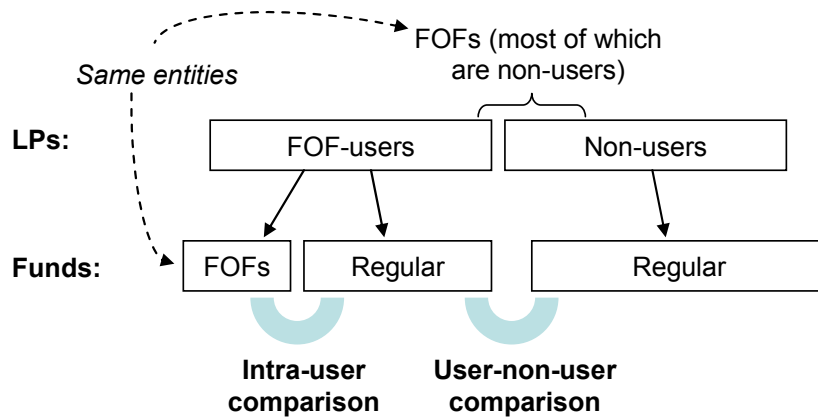 FOFs (most of which
are non-users)
Same entities
LPs:
FOF-users
Non-users
Funds:
FOFs
Regular
Regular
Intra-user
comparison
User-non-user
comparison